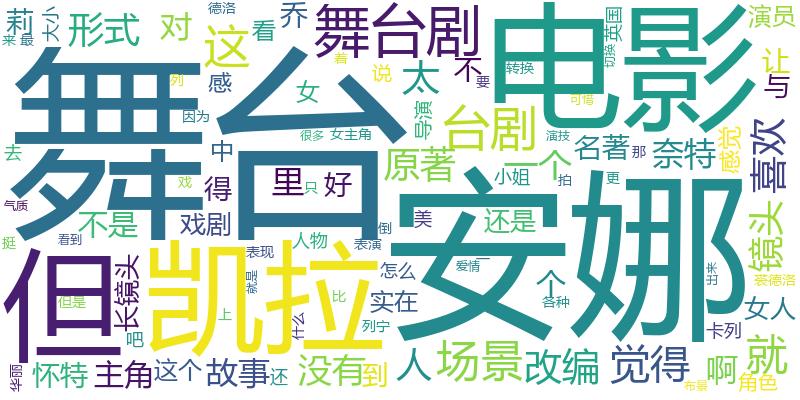 莉
来
最
大小
德洛
形式
对
这
乔
看
舞台剧
电影
英国
切换
演员
让
与
舞台
列
感
着
说
太
不
要
转换
可惜
因为
女
很多
女主角
导演
台剧
演技
那
名著
奈特
感觉
喜欢
去
中
得
里
只
好
原著
一个
小姐
拍
更
气质
戏
不是
戏剧
人物
倒
美
还是
安娜
镜头
挺
看到
表现
表演
但
长镜头
凯拉
就是
怎么
一
爱情
个
各种
出来
裘德洛
女人
但是
吧
上
什么
比
实在
列宁
卡列
华丽
怀特
主角
这个
故事
还
没有
到
人
场景
改编
觉得
啊
就
布景
角色